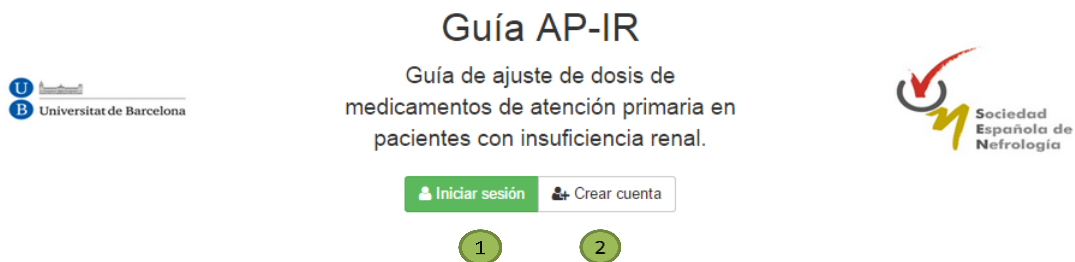 Guía AP-IR
Guía de ajuste de dosis de
medicamentos de atención primaria en
pacientes con insuficiencia renal.
U
B Universitat de Barcelona
Sociedad
Española de
Nefrología
Iniciar sesión Crear cuenta
1 2